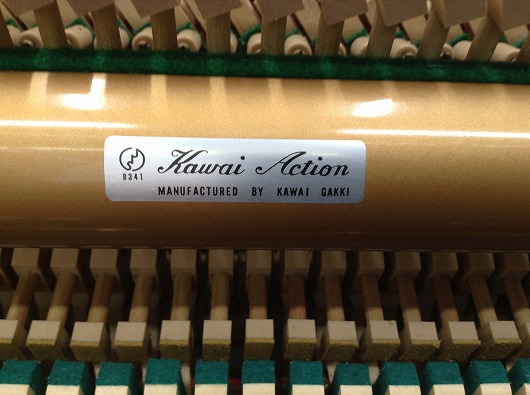 Kawai Action
8341
MANUFACTURED BY KAWAI GAKKI